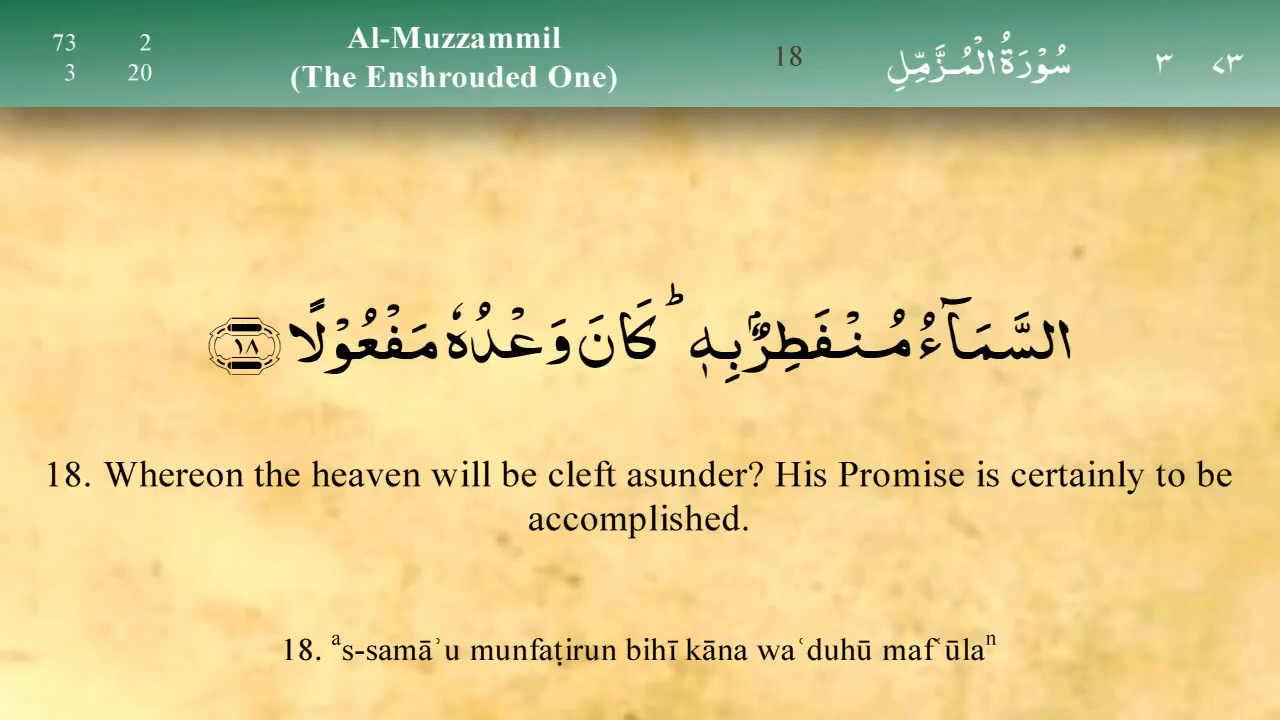 73 2
3 20
Al-Muzzammil
(The Enshrouded One)
18
سُوْرَةُ الْمُزَّمِّلِ
٣ ٧٣
السَّمَآءُ مُنْفَطِرٌۢ بِهٖ ؕ كَانَ وَعْدُهٗ مَفْعُوْلًا ١٨
18. Whereon the heaven will be cleft asunder? His Promise is certainly to be
accomplished.
18. ᵃs-samāʾu munfaṭirun bihī kāna waʿduhū mafʿūlaⁿ